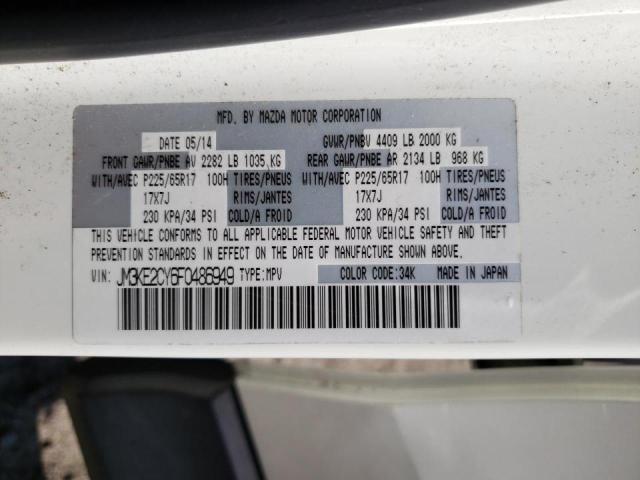 MFD. BY MAZDA MOTOR CORPORATION
DATE 05/14 GVWR/PNBV 4409 LB 2000 KG
FRONT GAWR/PNBE AV 2282 LB 1035 KG REAR GAWR/PNBE AR 2134 LB 968 KG
WITH/AVEC P225/65R17 100H TIRES/PNEUS WITH/AVEC P225/65R17 100H TIRES/PNEUS
17X7J RIMS/JANTES 17X7J RIMS/JANTES
230 KPA/34 PSI COLD/A FROID 230 KPA/34 PSI COLD/A FROID
THIS VEHICLE CONFORMS TO ALL APPLICABLE FEDERAL MOTOR VEHICLE SAFETY AND THEFT
PREVENTION STANDARDS IN EFFECT ON THE DATE OF MANUFACTURE SHOWN ABOVE.
VIN: JM3KE2CY6F0486949 TYPE:MPV COLOR CODE:34K MADE IN JAPAN